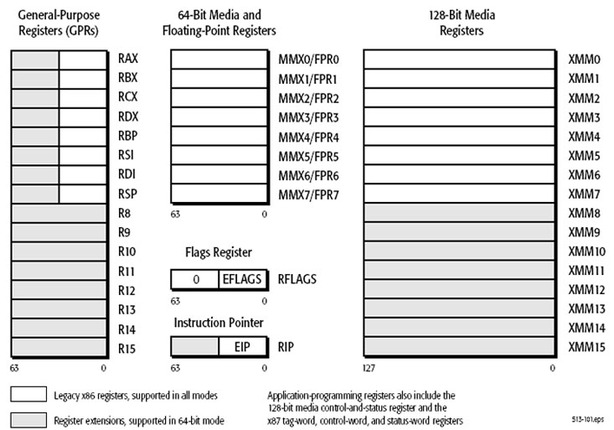 General-Purpose
Registers (GPRs)
64-Bit Media and
Floating-Point Registers
128-Bit Media
Registers
RAX
RBX
RCX
RDX
RBP
RSI
RDI
RSP
R8
R9
R10
R11
R12
R13
R14
R15
63 0
MMX0/FPR0
MMX1/FPR1
MMX2/FPR2
MMX3/FPR3
MMX4/FPR4
MMX5/FPR5
MMX6/FPR6
MMX7/FPR7
63 0
Flags Register
0 EFLAGS RFLAGS
63 0
Instruction Pointer
EIP RIP
63 0
XMM0
XMM1
XMM2
XMM3
XMM4
XMM5
XMM6
XMM7
XMM8
XMM9
XMM10
XMM11
XMM12
XMM13
XMM14
XMM15
127 0
Legacy x86 registers, supported in all modes
Register extensions, supported in 64-bit mode
Application-programming registers also include the
128-bit media control-and-status register and the
x87 tag-word, control-word, and status-word registers
513-101.eps